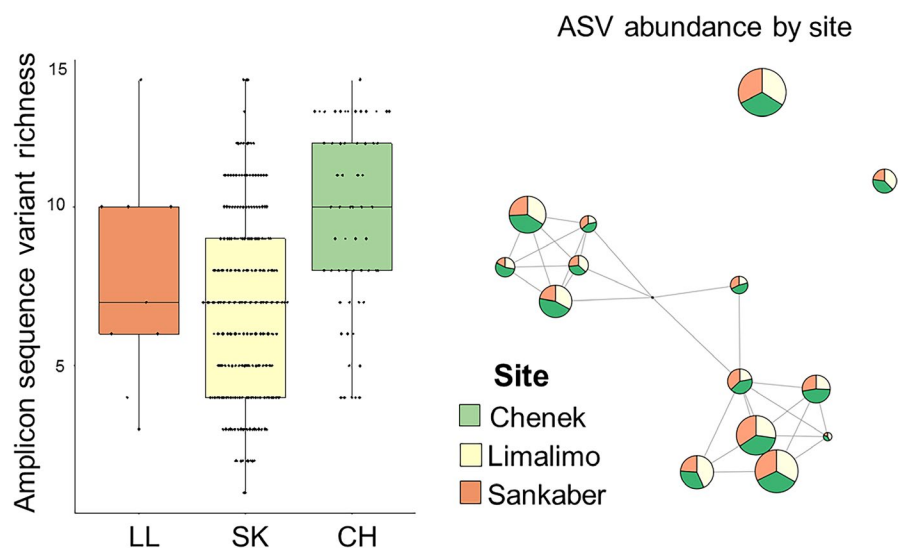 Amplicon sequence variant richness
15
10
5
LL SK CH
ASV abundance by site
Site
Chenek
Limalimo
Sankaber